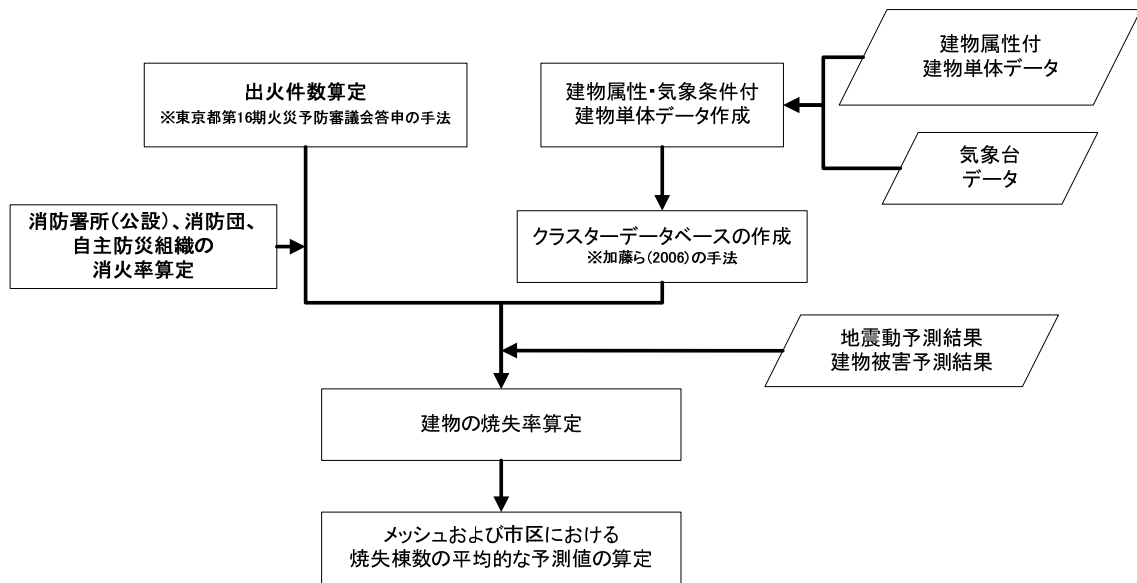 建物属性付
建物単体データ
出火件数算定
※東京都第16期火災予防審議会答申の手法
建物属性・気象条件付
建物単体データ作成
気象台
データ
消防署所(公設)、消防団、
自主防災組織の
消火率算定
クラスターデータベースの作成
※加藤ら(2006)の手法
地震動予測結果
建物被害予測結果
建物の焼失率算定
メッシュおよび市区における
焼失棟数の平均的な予測値の算定